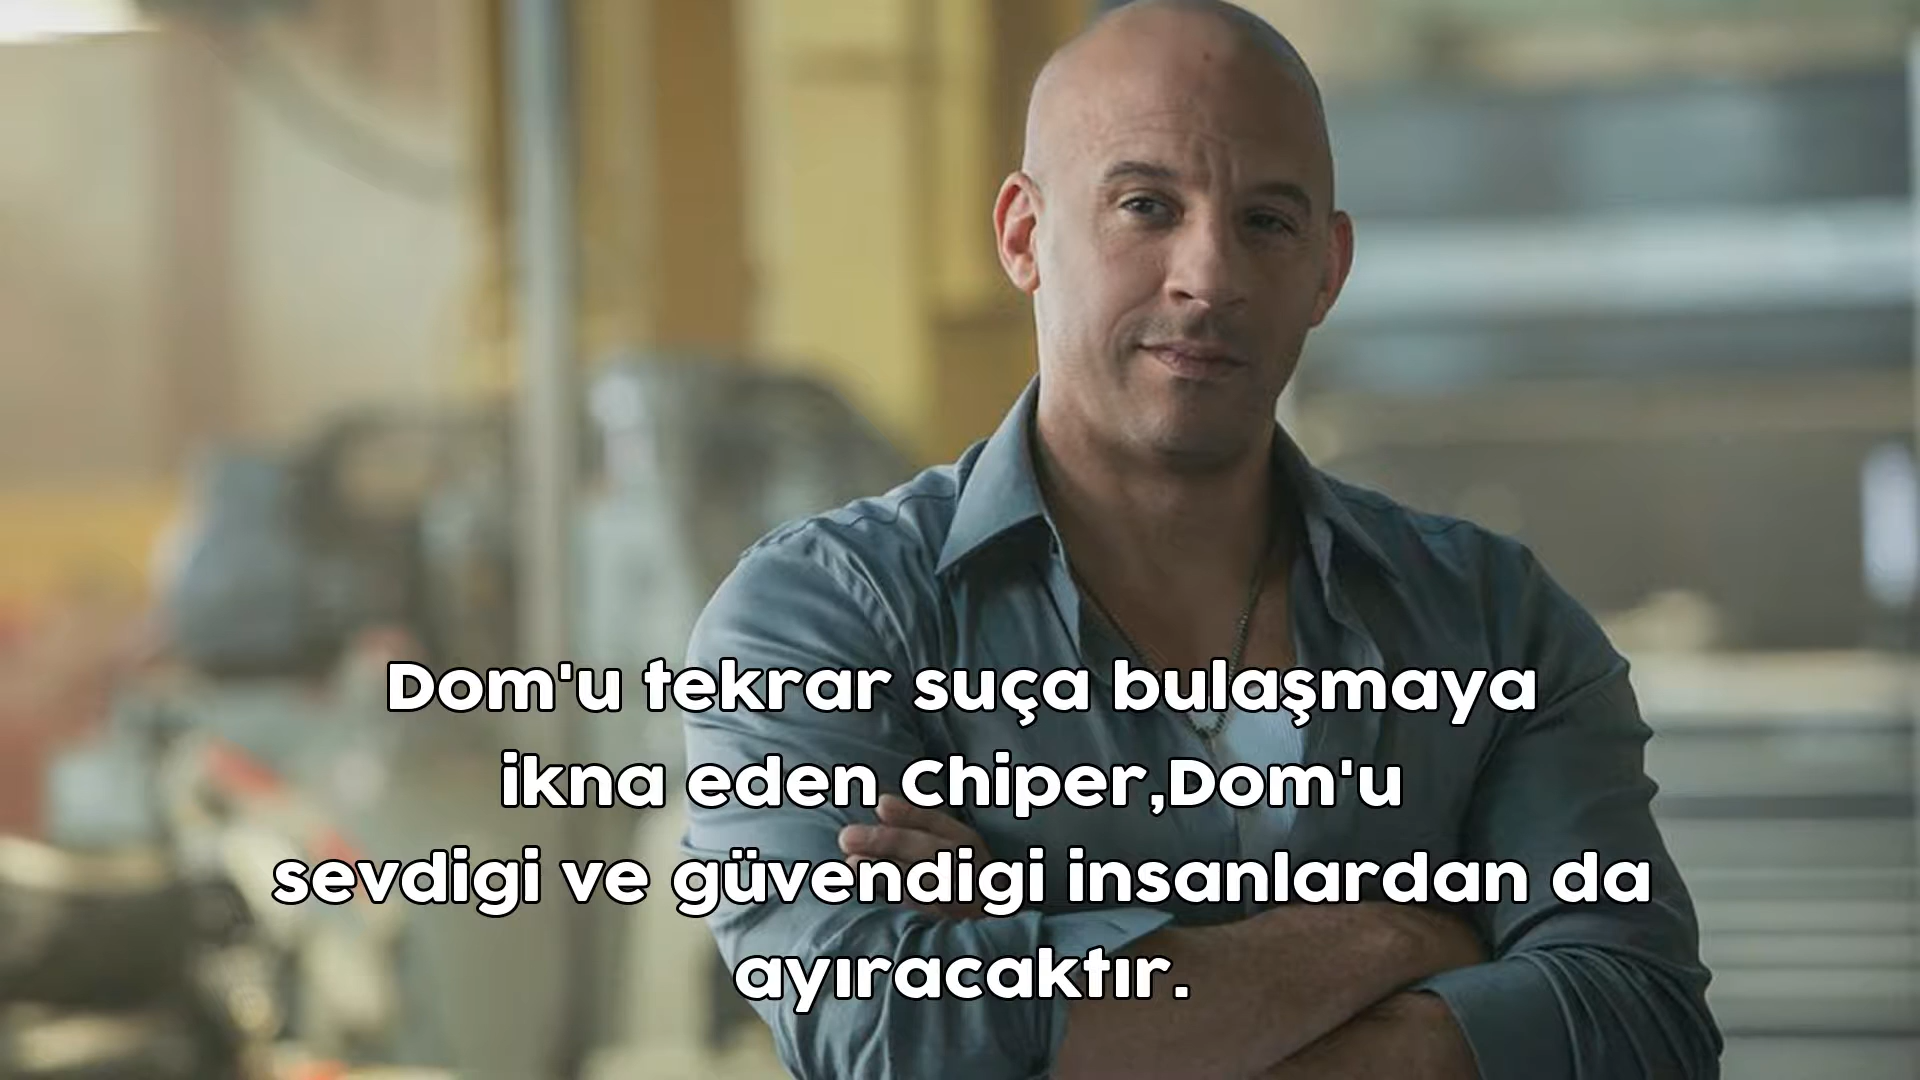 Dom'u tekrar suça bulaşmaya
ikna eden Chiper,Dom'u
sevdigi ve güvendigi insanlardan da
ayıracaktır.